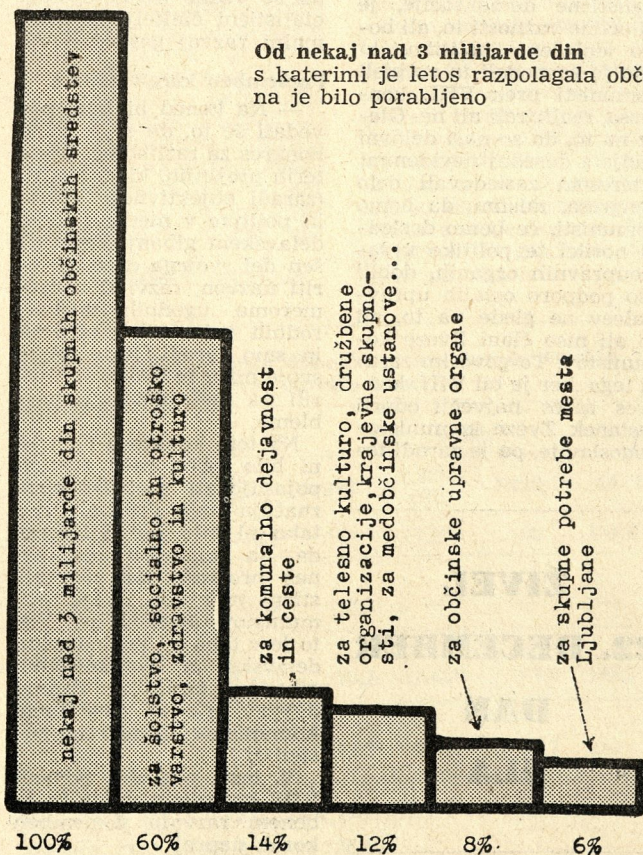 Od nekaj nad 3 milijarde din
s katerimi je letos razpolagala obč
na je bilo porabljeno
nekaj nad 3 milijarde din skupnih občinskih sredstev
za šolstvo, socialno in otroško
varstvo, zdravstvo in kulturo
za komunalno dejavnost
in ceste
za telesno kulturo, družbene
organizacije,krajevne skupno-
sti, za medobčinske ustanove...
za občinske upravne organe
za skupne potrebe mesta
Ljubljane
100%
60%
14%
12%
8%
6%